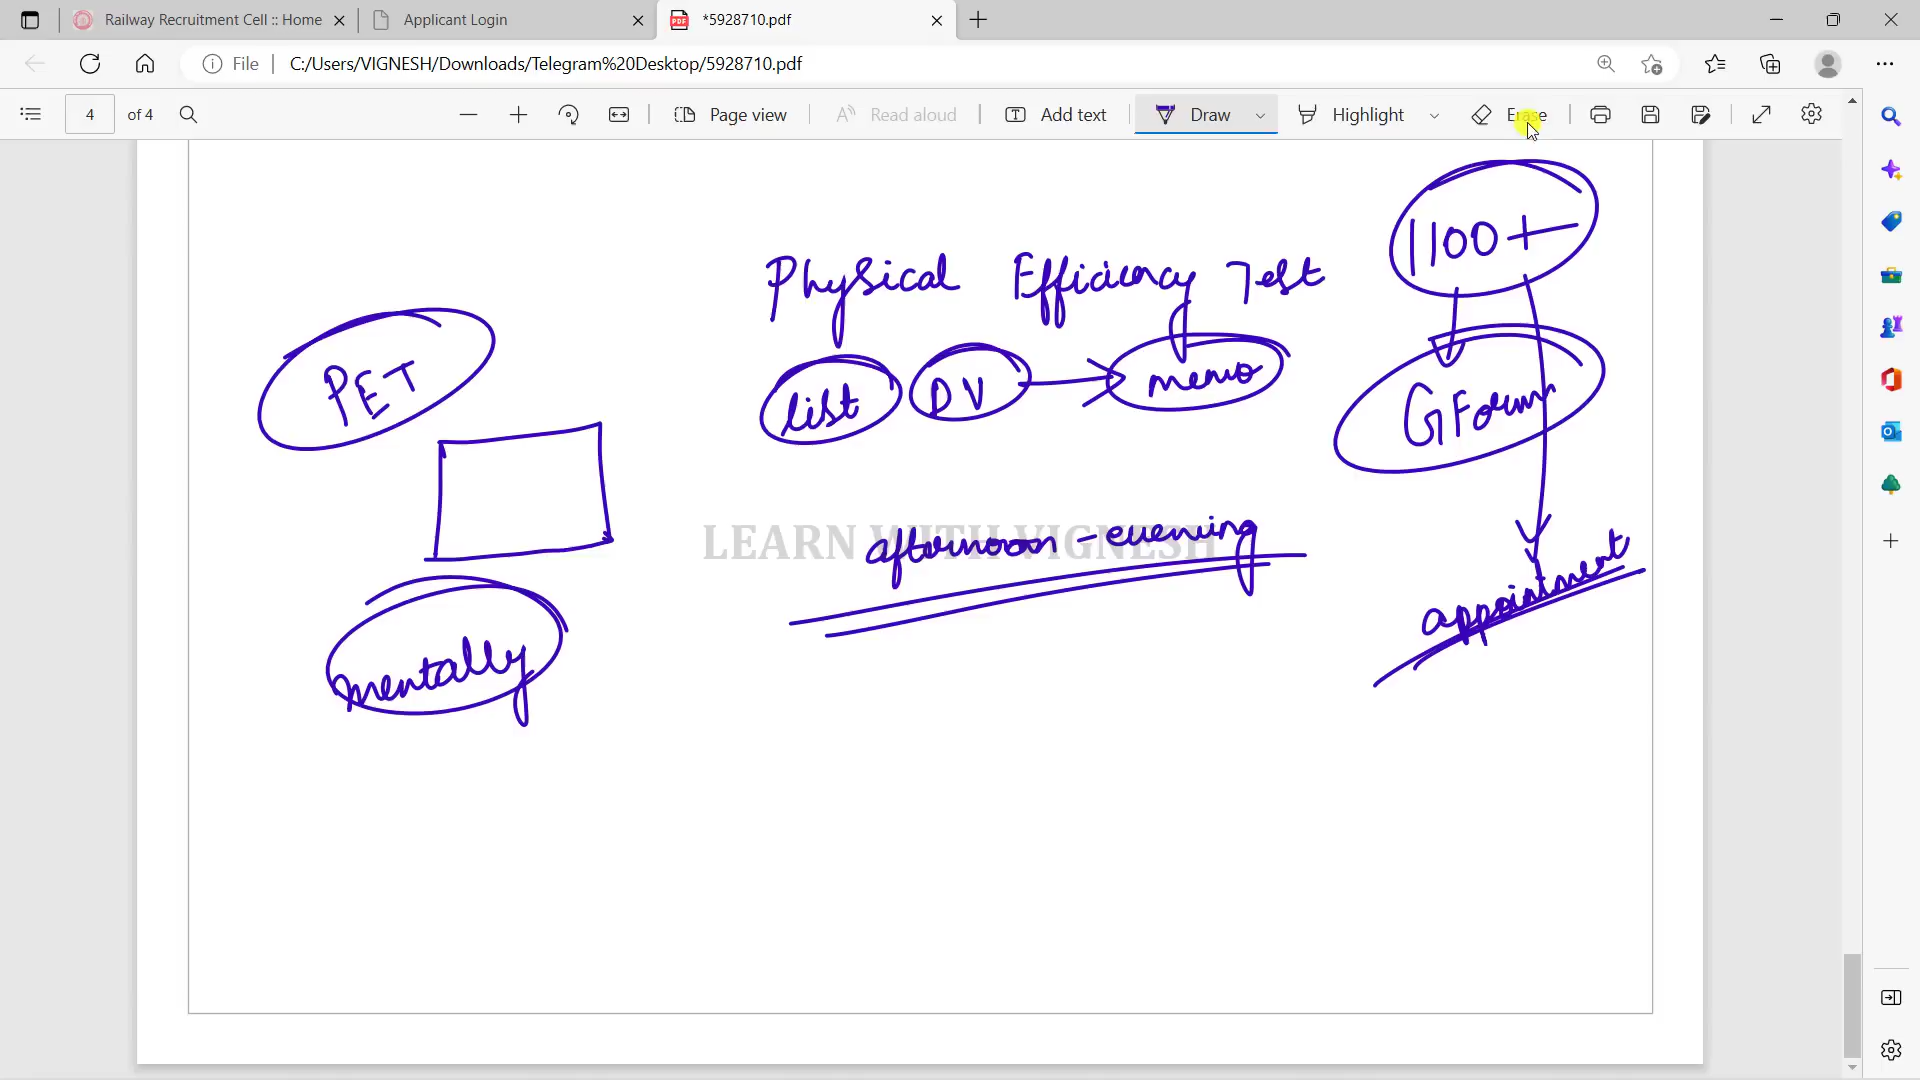 Railway Recruitment Cell :: Home
Applicant Login
*5928710.pdf
File
C:/Users/VIGNESH/Downloads/Telegram%20Desktop/5928710.pdf
4 of 4
Page view
Read aloud
Add text
Draw
Highlight
Erase
1100+
Physical Efficiency Test
PET
list DV memo
GForm
LEARN WITH VIGNESH
afternoon - evening
appointment
mentally